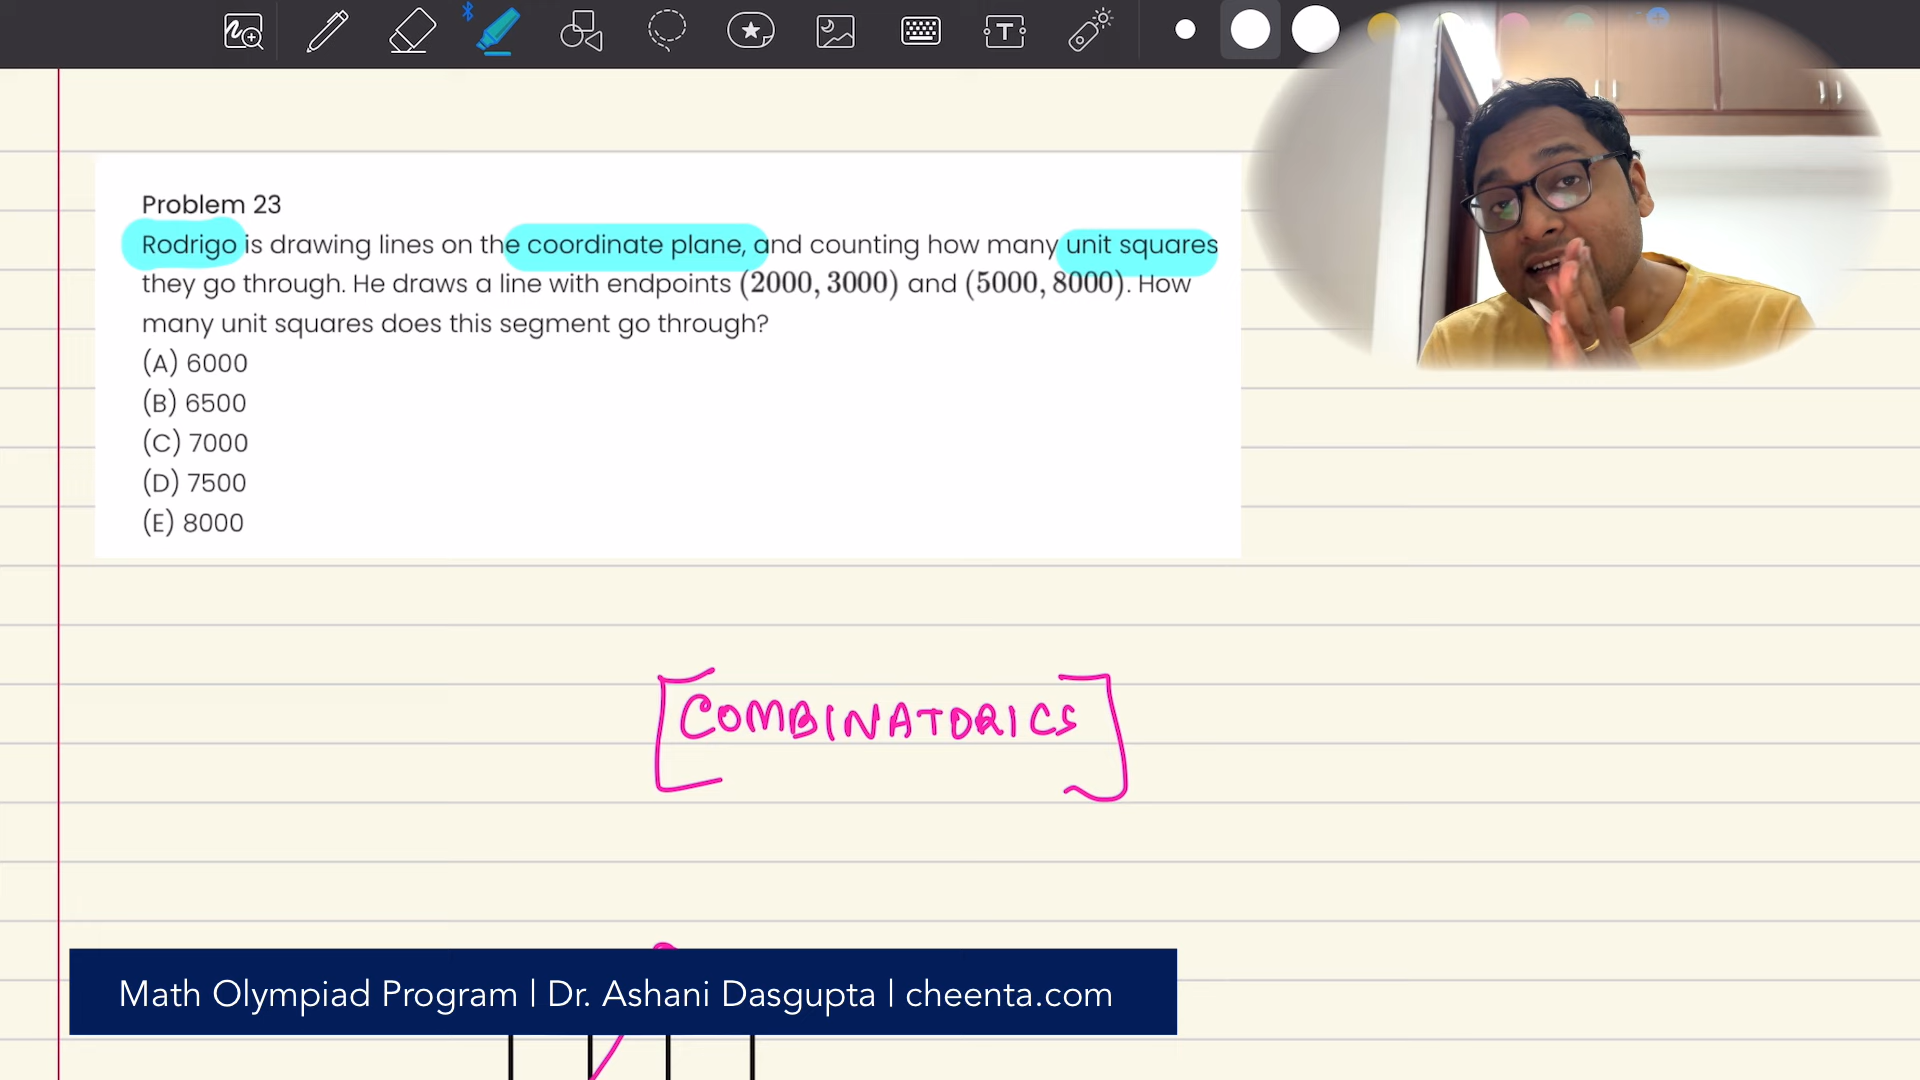 Problem 23
Rodrigo is drawing lines on the coordinate plane, and counting how many unit squares
they go through. He draws a line with endpoints (2000, 3000) and (5000, 8000). How
many unit squares does this segment go through?
(A) 6000
(B) 6500
(C) 7000
(D) 7500
(E) 8000
[COMBINATORICS]
Math Olympiad Program | Dr. Ashani Dasgupta | cheenta.com